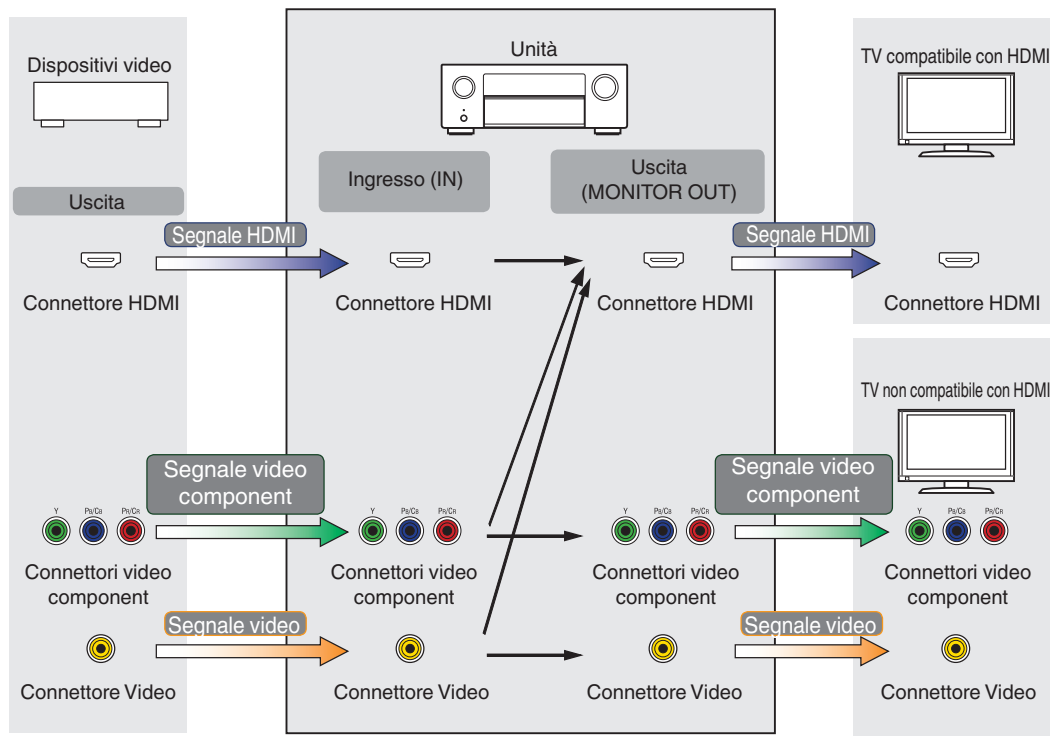 Dispositivi video
Unità
TV compatibile con HDMI
Uscita
Ingresso (IN)
Uscita
(MONITOR OUT)
Segnale HDMI
Segnale HDMI
Connettore HDMI
Connettore HDMI
Connettore HDMI
Connettore HDMI
TV non compatibile con HDMI
Segnale video
component
Segnale video
component
Y PB/CB PR/CR
Y PB/CB PR/CR
Y PB/CB PR/CR
Y PB/CB PR/CR
Connettori video
component
Connettori video
component
Connettori video
component
Connettori video
component
Segnale video
Segnale video
Connettore Video
Connettore Video
Connettore Video
Connettore Video